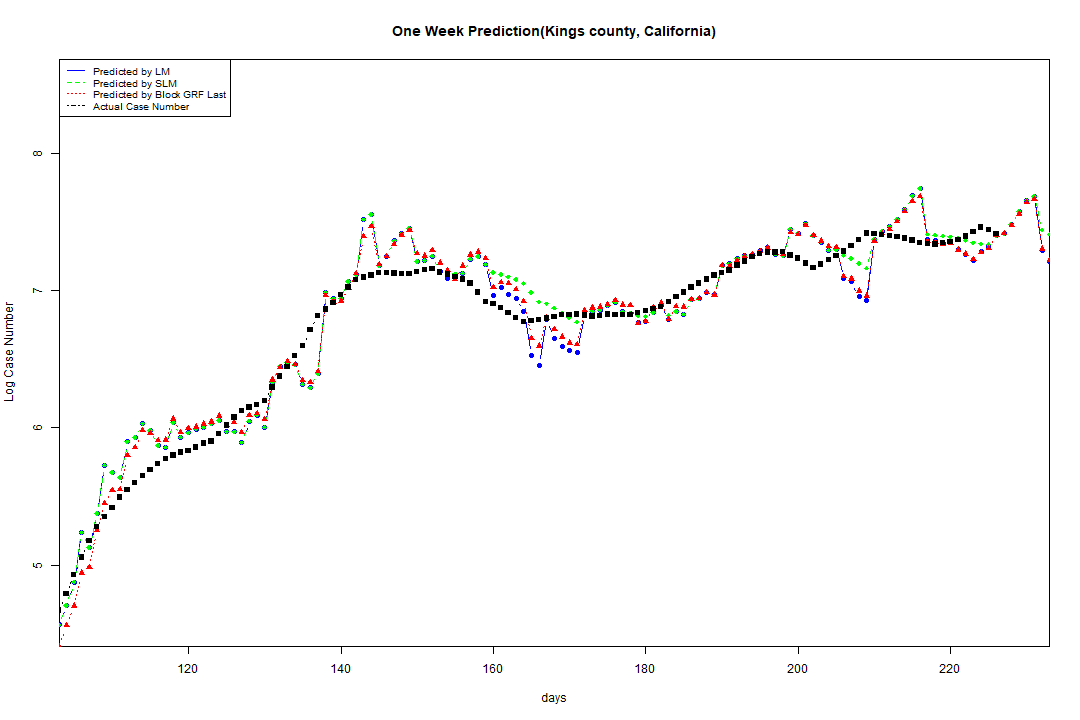 One Week Prediction(Kings county, California)
Predicted by LM
Predicted by SLM
Predicted by Block GRF Last
Actual Case Number
8
7
6
5
Log Case Number
120 140 160 180 200 220
days